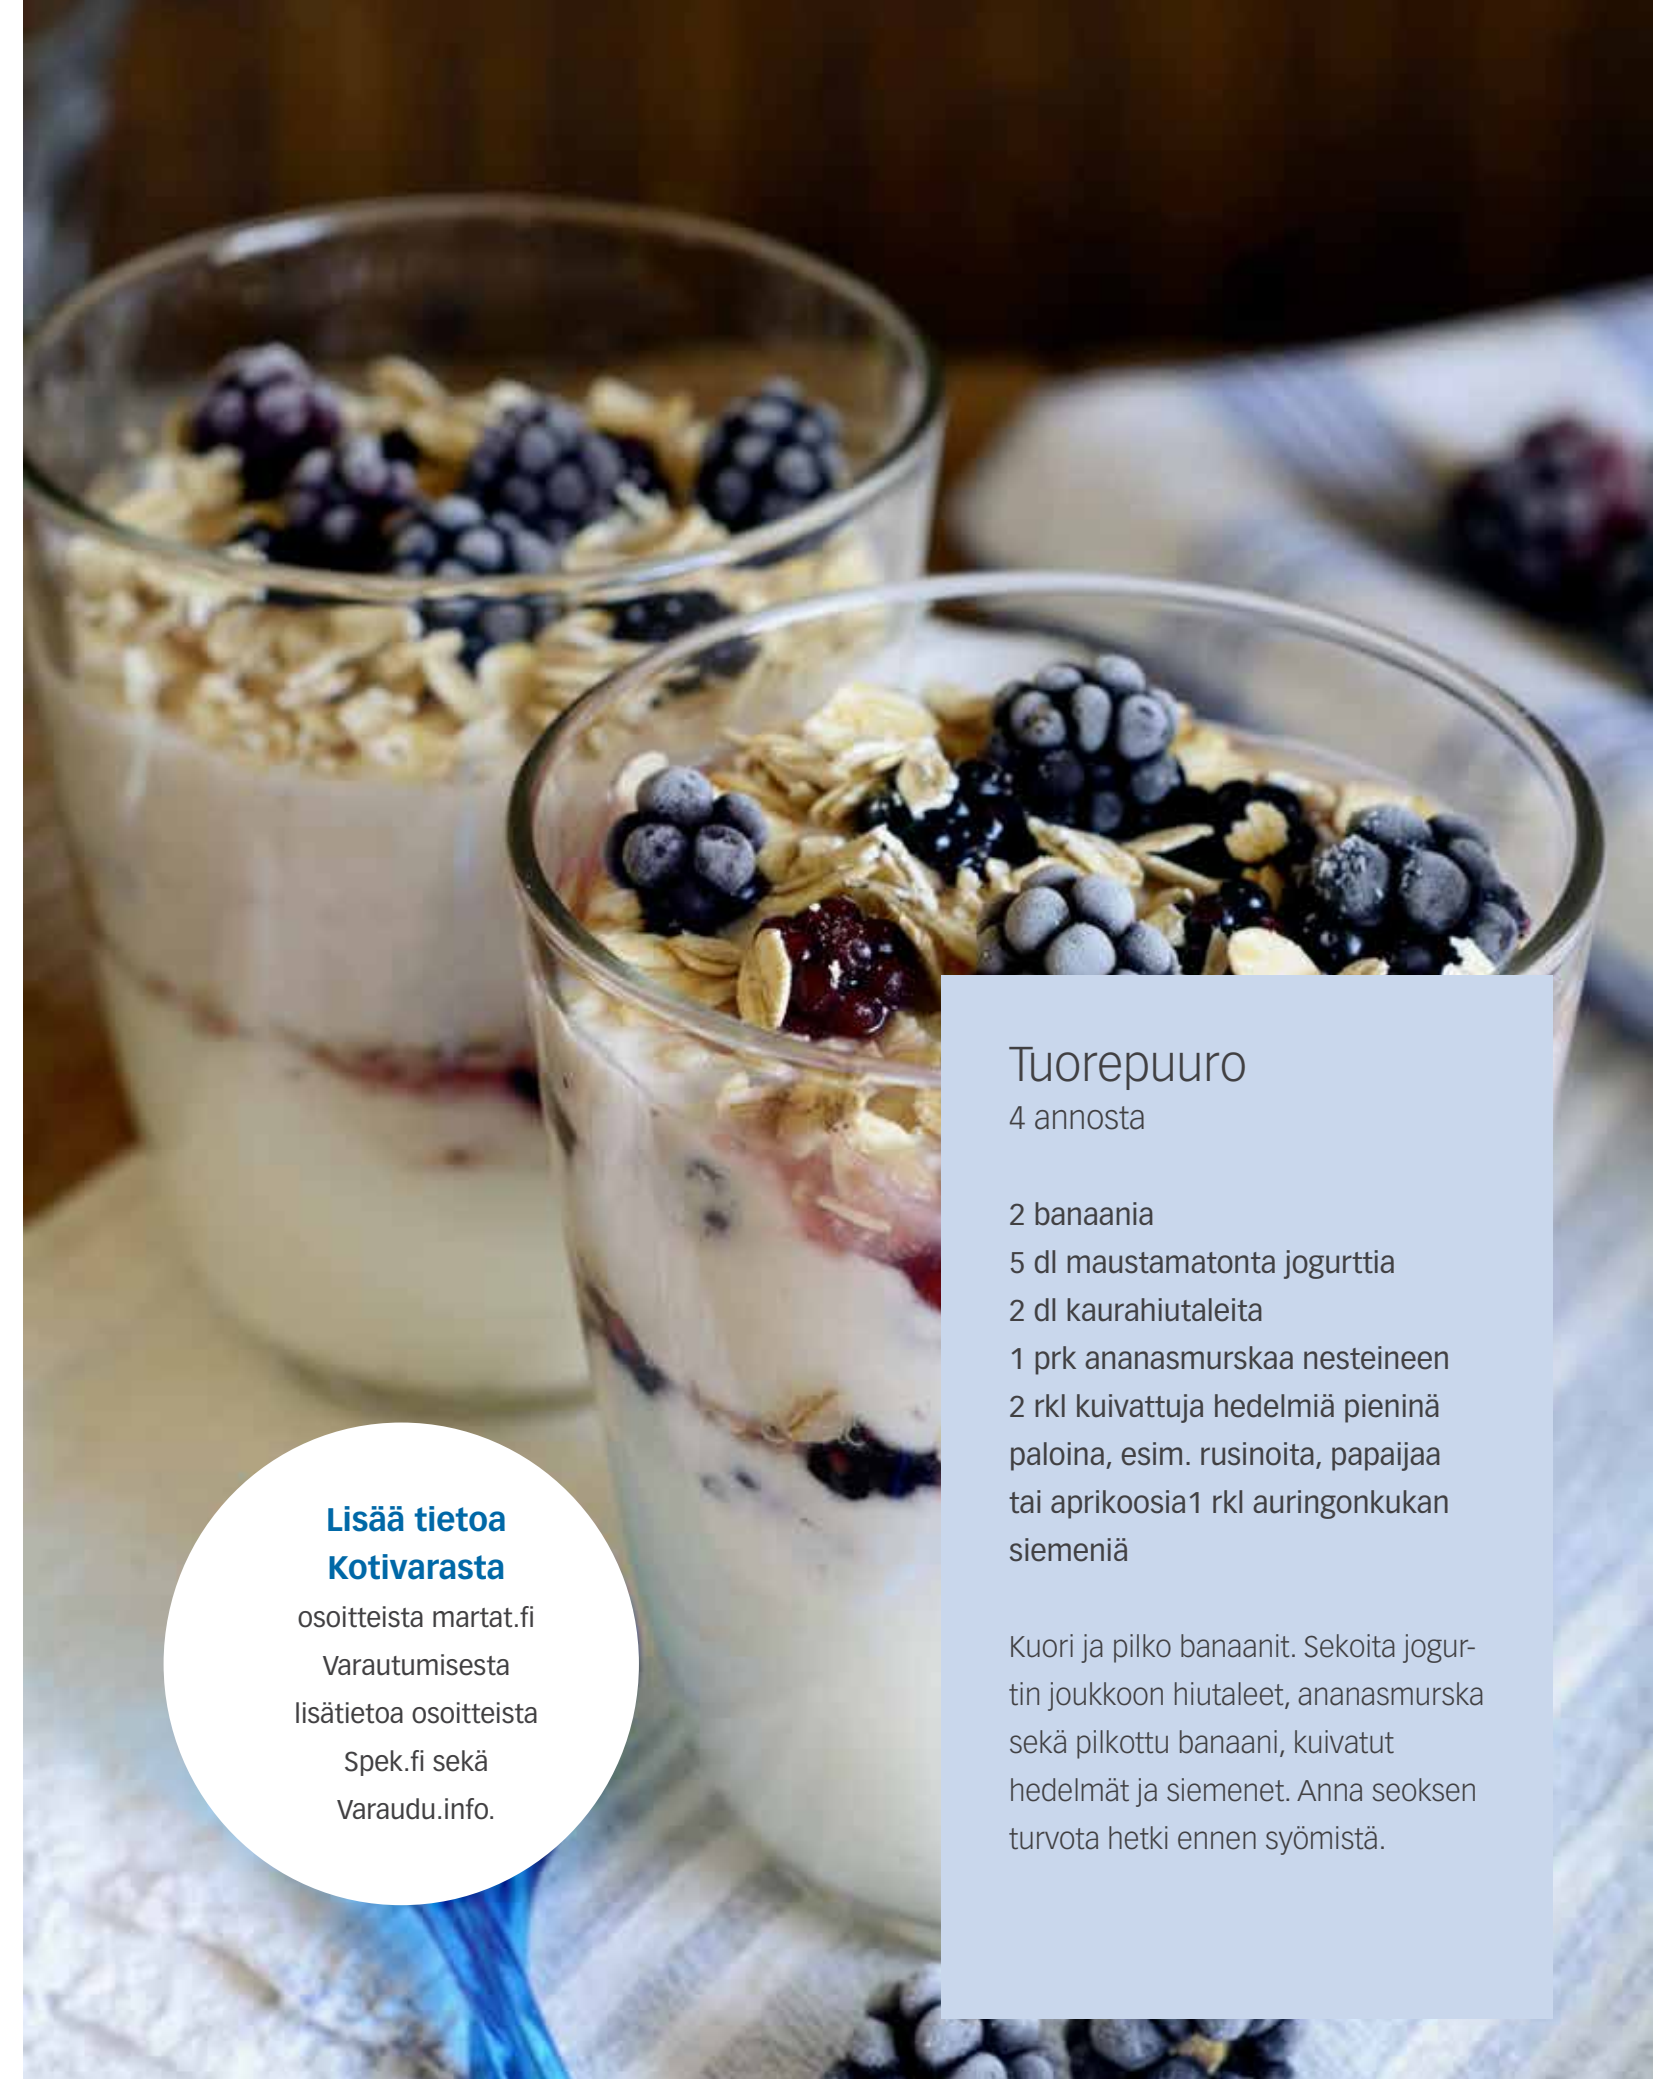 Tuorepuuro
4 annosta
2 banaania
5 dl maustamatonta jogurttia
2 dl kaurahiutaleita
1 prk ananasmurskaa nesteineen
2 rkl kuivattuja hedelmiä pieninä
paloina, esim. rusinoita, papaijaa
tai aprikoosia1 rkl auringonkukan
siemeniä
Kuori ja pilko banaanit. Sekoita jogur-
tin joukkoon hiutaleet, ananasmurska
sekä pilkottu banaani, kuivatut
hedelmät ja siemenet. Anna seoksen
turvota hetki ennen syömistä.
Lisää tietoa
Kotivarasta
osoitteista martat.fi
Varautumisesta
lisätietoa osoitteista
Spek.fi sekä
Varaudu.info.